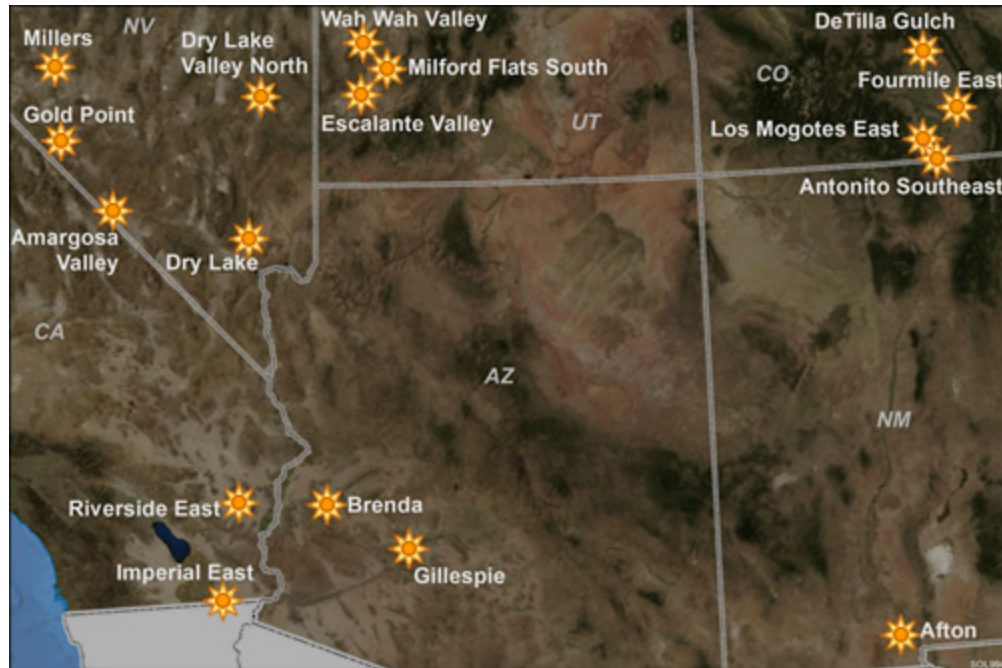 NV
Millers
Dry Lake
Valley North
Wah Wah Valley
Milford Flats South
Escalante Valley
UT
DeTilla Gulch
CO
Fourmile East
Los Mogotes East
Antonito Southeast
Gold Point
Amargosa
Valley
Dry Lake
CA
AZ
NM
Riverside East
Brenda
Gillespie
Imperial East
Afton